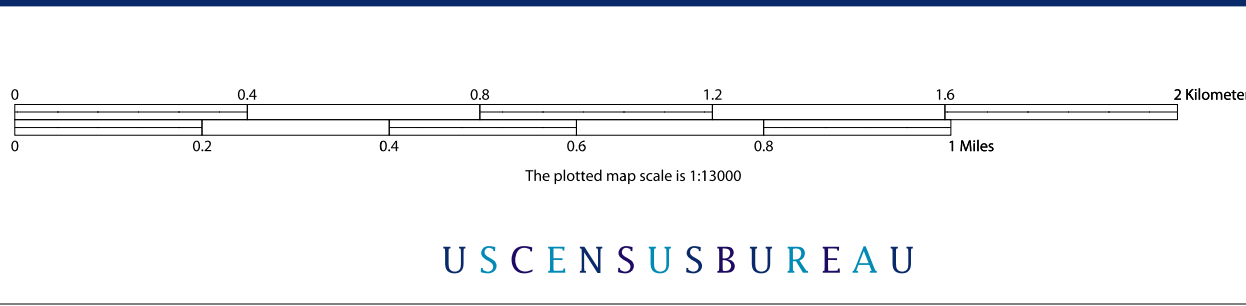 0 0.4 0.8 1.2 1.6 2 Kilometer
0 0.2 0.4 0.6 0.8 1 Miles
The plotted map scale is 1:13000
USCENSUSBUREAU